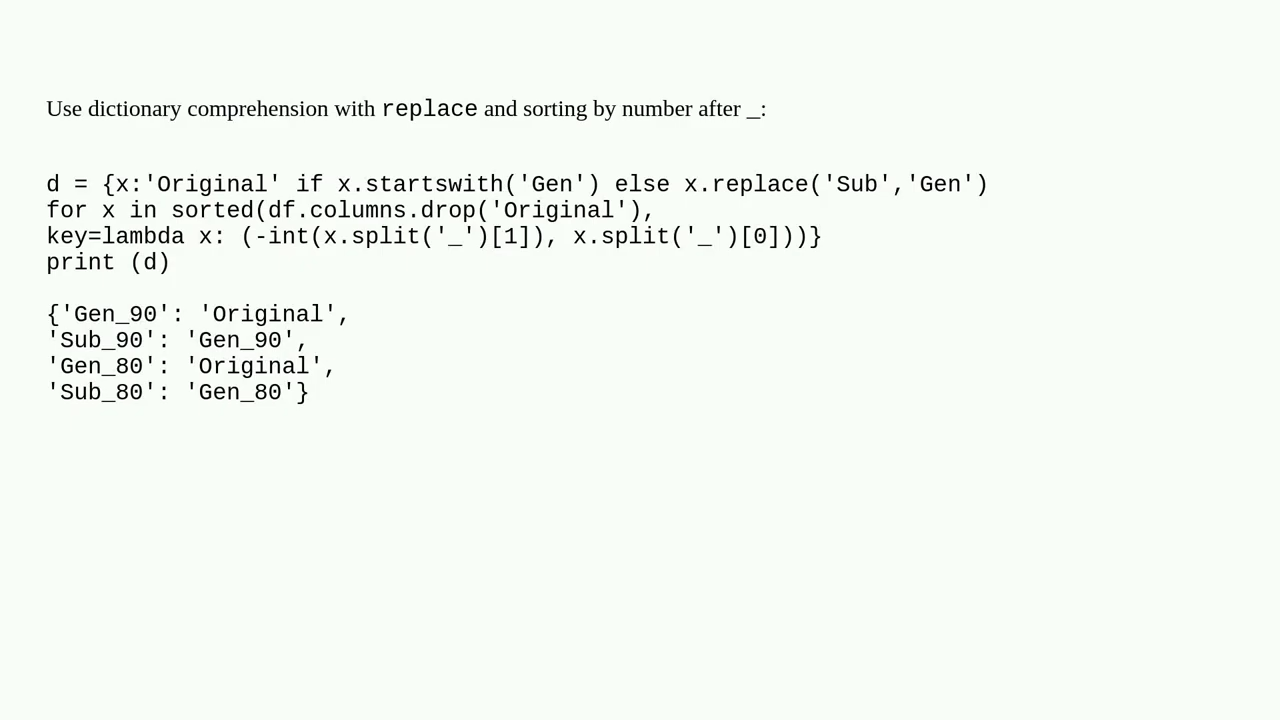 Use dictionary comprehension with replace and sorting by number after _:
d = {x:'Original' if x.startswith('Gen') else x.replace('Sub','Gen')
for x in sorted(df.columns.drop('Original'),
key=lambda x: (-int(x.split('_')[1]), x.split('_')[0]))}
print (d)
{'Gen_90': 'Original',
'Sub_90': 'Gen_90',
'Gen_80': 'Original',
'Sub_80': 'Gen_80'}